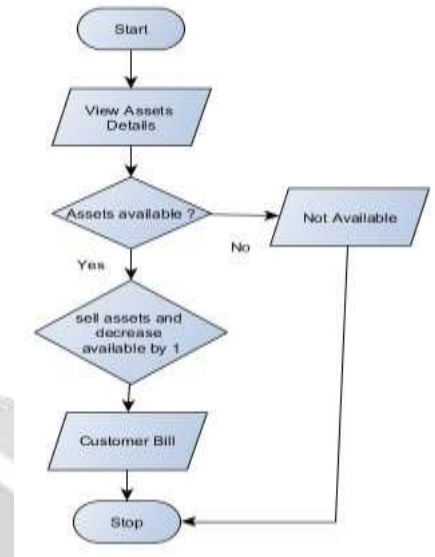 Start
View Assets
Details
Assets available ?
Not Available
No
Yes
sell assets and
decrease
available by 1
Customer Bill
Stop